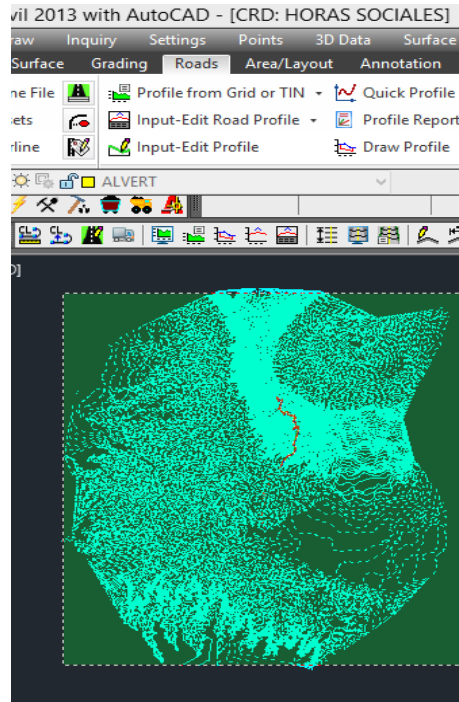 vil 2013 with AutoCAD - [CRD: HORAS SOCIALES]
raw Inquiry Settings Points 3D Data Surface
Surface Grading Roads Area/Layout Annotation
ne File Profile from Grid or TIN Quick Profile
ets Input-Edit Road Profile Profile Report
rline Input-Edit Profile Draw Profile
ALVERT
]